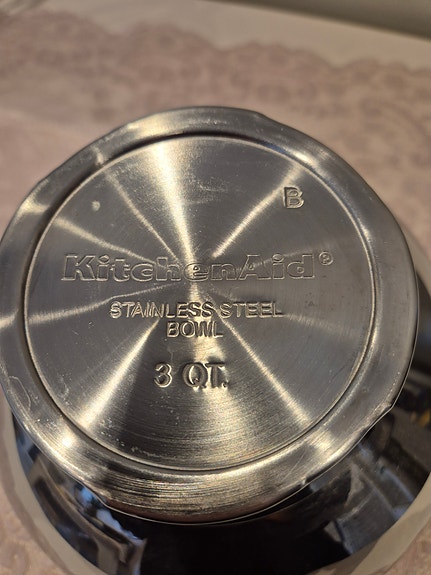 B
KitchenAid®
STAINLESS STEEL
BOWL
3 QT.